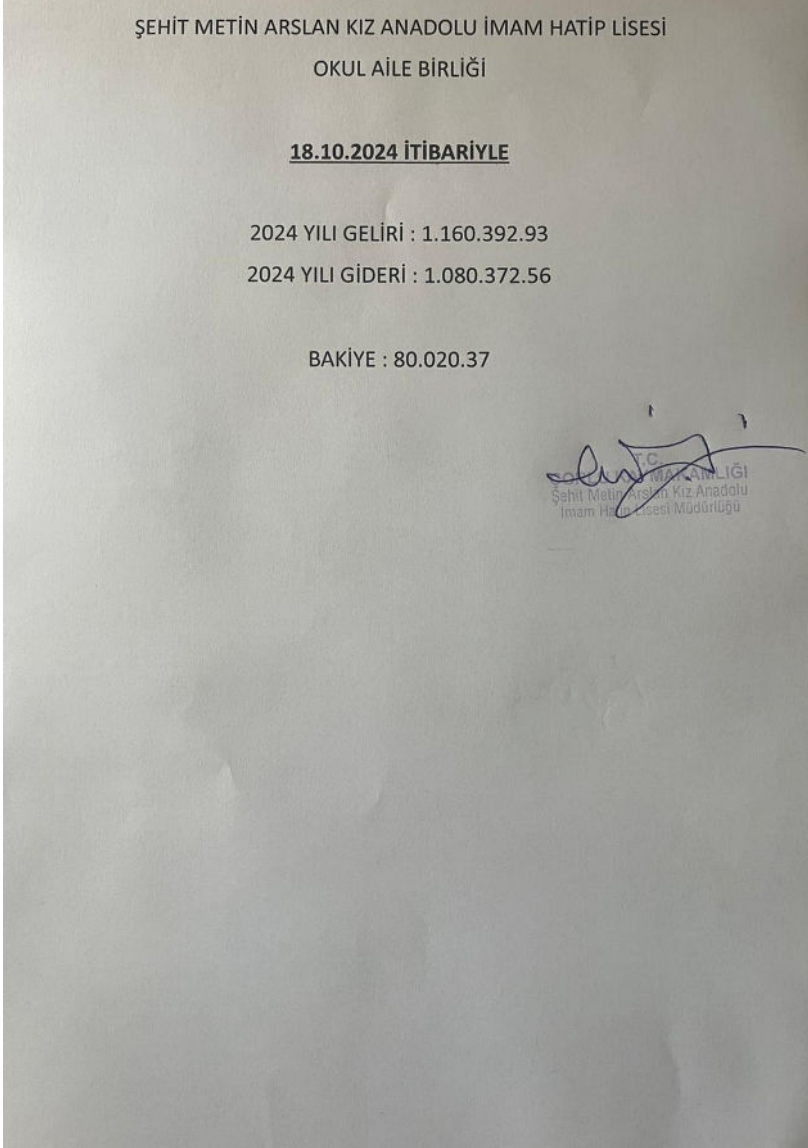 ŞEHİT METİN ARSLAN KIZ ANADOLU İMAM HATİP LİSESİ
OKUL AİLE BİRLİĞİ
18.10.2024 İTİBARİYLE
2024 YILI GELİRİ : 1.160.392.93
2024 YILI GİDERİ : 1.080.372.56
BAKİYE : 80.020.37
T.C.
Şehit Metin Arslan Kız Anadolu
İmam Hatip Lisesi Müdürlüğü